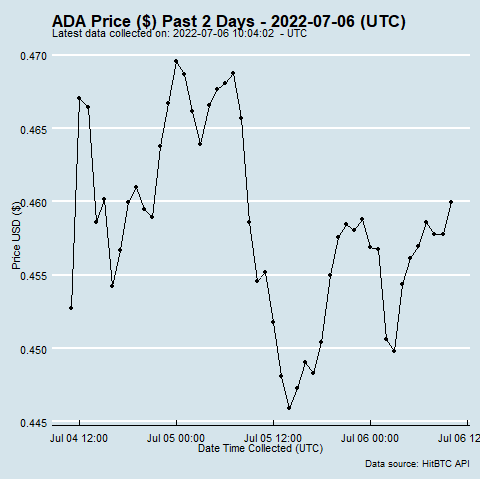 ADA Price ($) Past 2 Days - 2022-07-06 (UTC)
Latest data collected on: 2022-07-06 10:04:02 - UTC
0.470
0.465
0.460
0.455
0.450
0.445
Price USD ($)
Jul 04 12:00
Jul 05 00:00
Jul 05 12:00
Jul 06 00:00
Jul 06 12
Date Time Collected (UTC)
Data source: HitBTC API